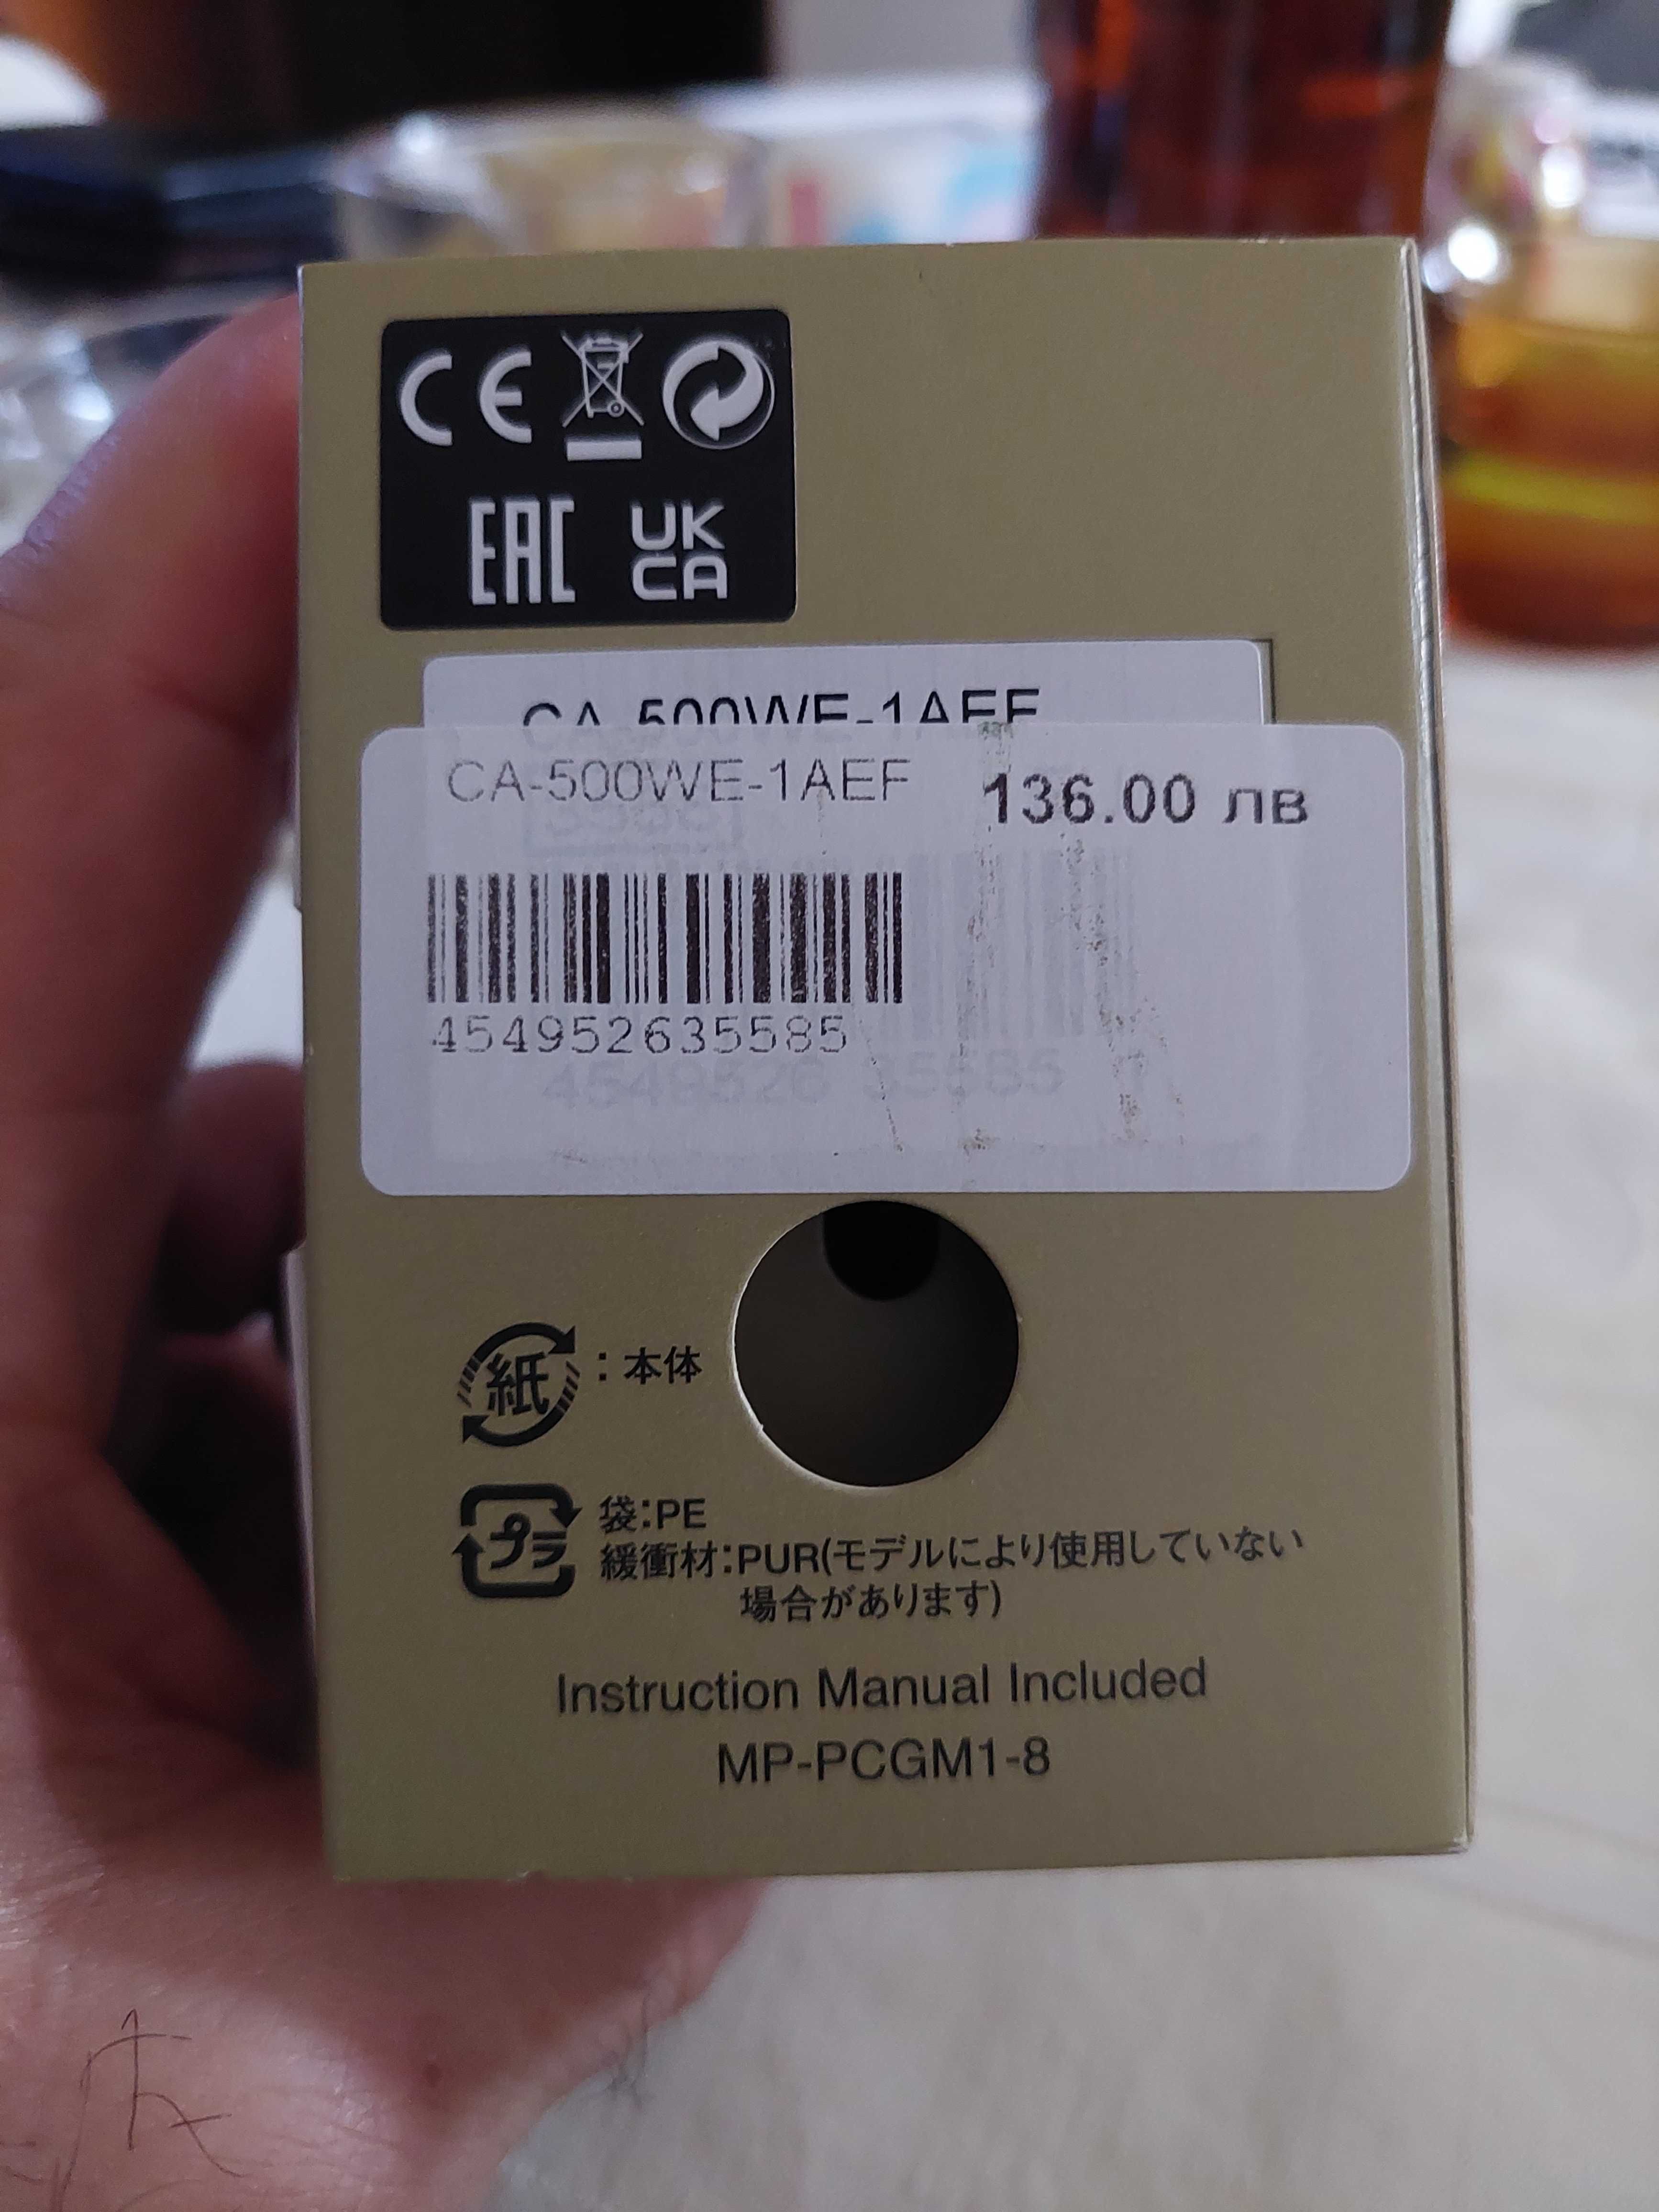 CE
EAC UK
CA
CA-500WE-1AEF
CA-500WE-1AEF 136.00 лв
454952635585
4549526 35585 7
紙:本体
プラ 袋:PE
緩衝材:PUR(モデルにより使用していない
場合があります)
Instruction Manual Included
MP-PCGM1-8